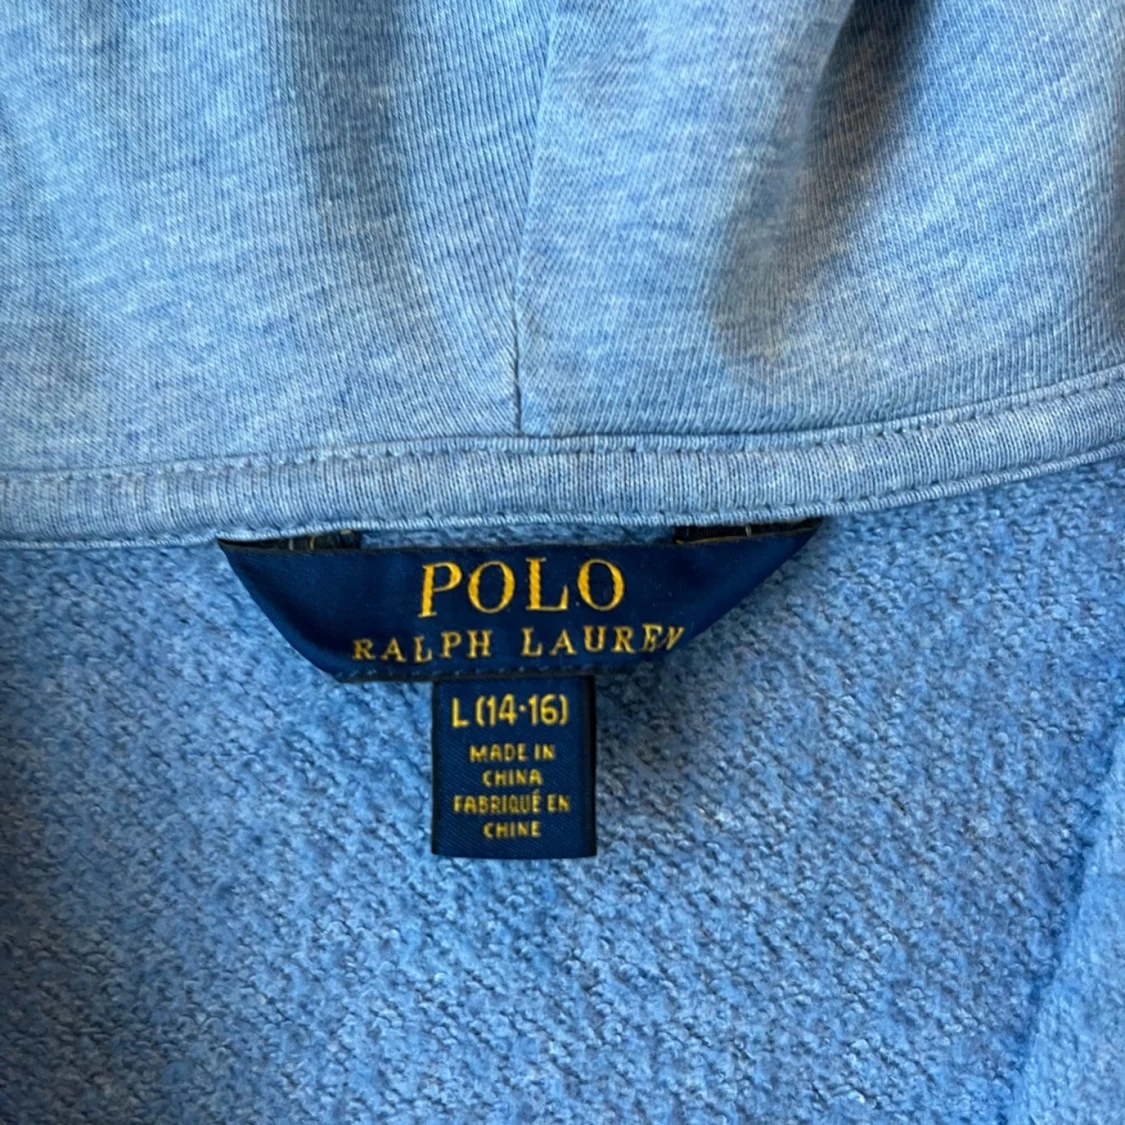 POLO
RALPH LAUREN
L (14-16)
MADE IN
CHINA
FABRIQUÉ EN
CHINE